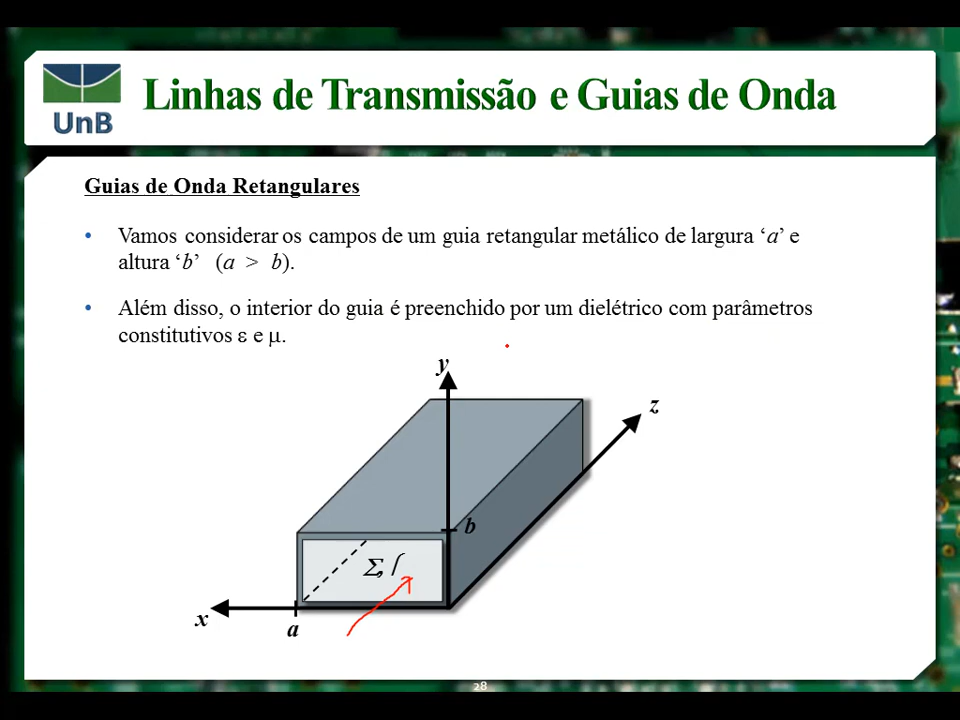 UnB
Linhas de Transmissão e Guias de Onda
Guias de Onda Retangulares
• Vamos considerar os campos de um guia retangular metálico de largura ‘a’ e
altura ‘b’ (a > b).
• Além disso, o interior do guia é preenchido por um dielétrico com parâmetros
constitutivos ε e μ.
y
z
b
Σ,
x
a
28